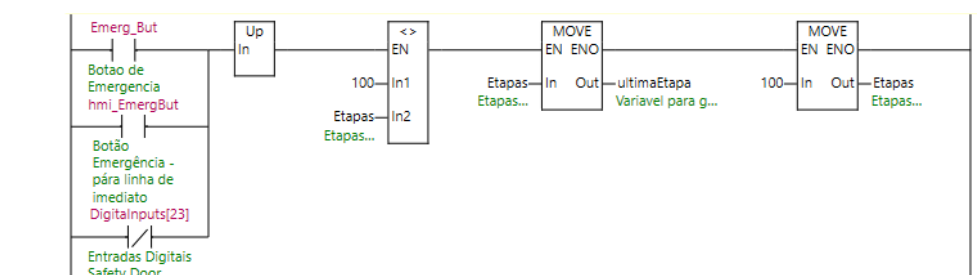 Emerg_But
Botao de
Emergencia
hmi_EmergBut
Botão
Emergência -
pára linha de
imediato
DigitalInputs[23]
Entradas Digitais
Safety Door
Up
In
<>
EN
100 In1
Etapas In2
Etapas...
MOVE
EN ENO
Etapas In Out ultimaEtapa
Etapas... Variavel para g...
MOVE
EN ENO
100 In Out Etapas
Etapas...